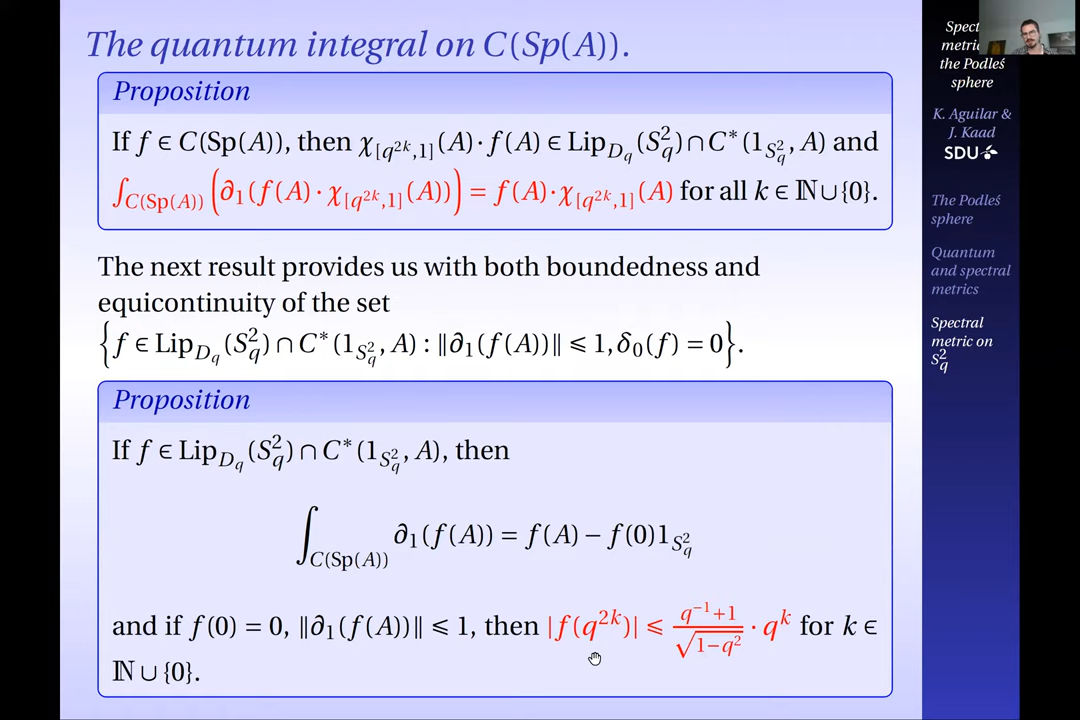 The quantum integral on C(Sp(A)).
Proposition
If f ∈ C(Sp(A)), then χ_{[q^{2k},1]}(A)·f(A) ∈ Lip_{D_q}(S_q^2)∩C^*(1_{S_q^2}, A) and
∫_{C(Sp(A))} (∂_1(f(A)·χ_{[q^{2k},1]}(A))) = f(A)·χ_{[q^{2k},1]}(A) for all k ∈ ℕ∪{0}.
The next result provides us with both boundedness and
equicontinuity of the set
{f ∈ Lip_{D_q}(S_q^2)∩C^*(1_{S_q^2}, A) : ‖∂_1(f(A))‖ ⩽ 1, δ_0(f) = 0}.
Proposition
If f ∈ Lip_{D_q}(S_q^2)∩C^*(1_{S_q^2}, A), then
∫_{C(Sp(A))} ∂_1(f(A)) = f(A) − f(0)1_{S_q^2}
and if f(0) = 0, ‖∂_1(f(A))‖ ⩽ 1, then |f(q^{2k})| ⩽ \frac{q^{-1}+1}{\sqrt{1−q^2}} · q^k for k ∈
ℕ∪{0}.
Spect
metri
the Podleś
sphere
K. Aguilar &
J. Kaad
SDU
The Podleś
sphere
Quantum
and spectral
metrics
Spectral
metric on
S_q^2